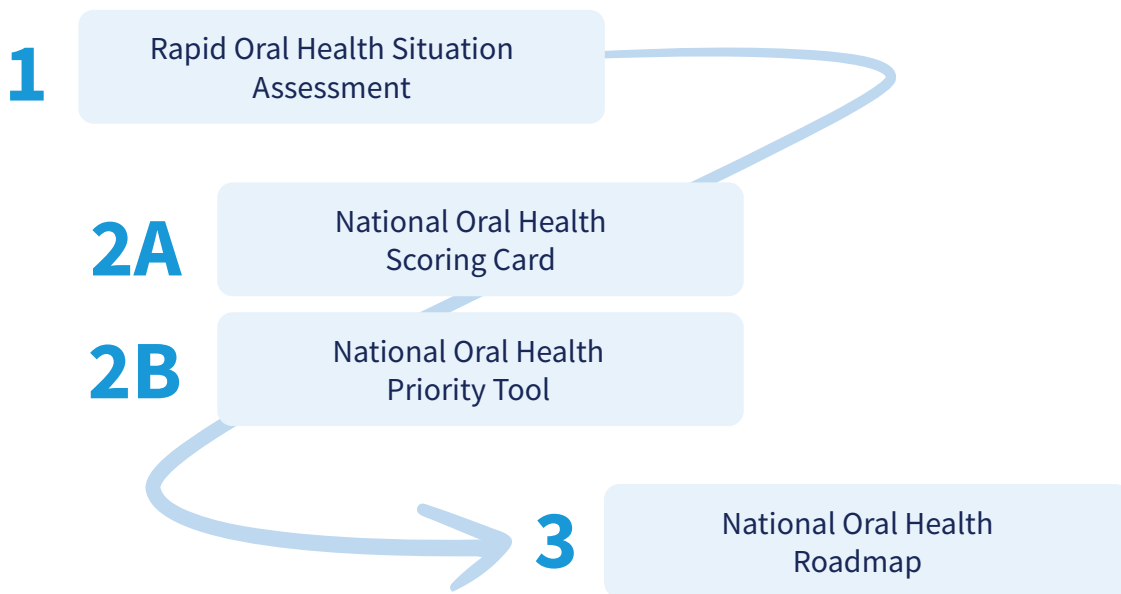 1
Rapid Oral Health Situation
Assessment
2A
National Oral Health
Scoring Card
2B
National Oral Health
Priority Tool
3
National Oral Health
Roadmap